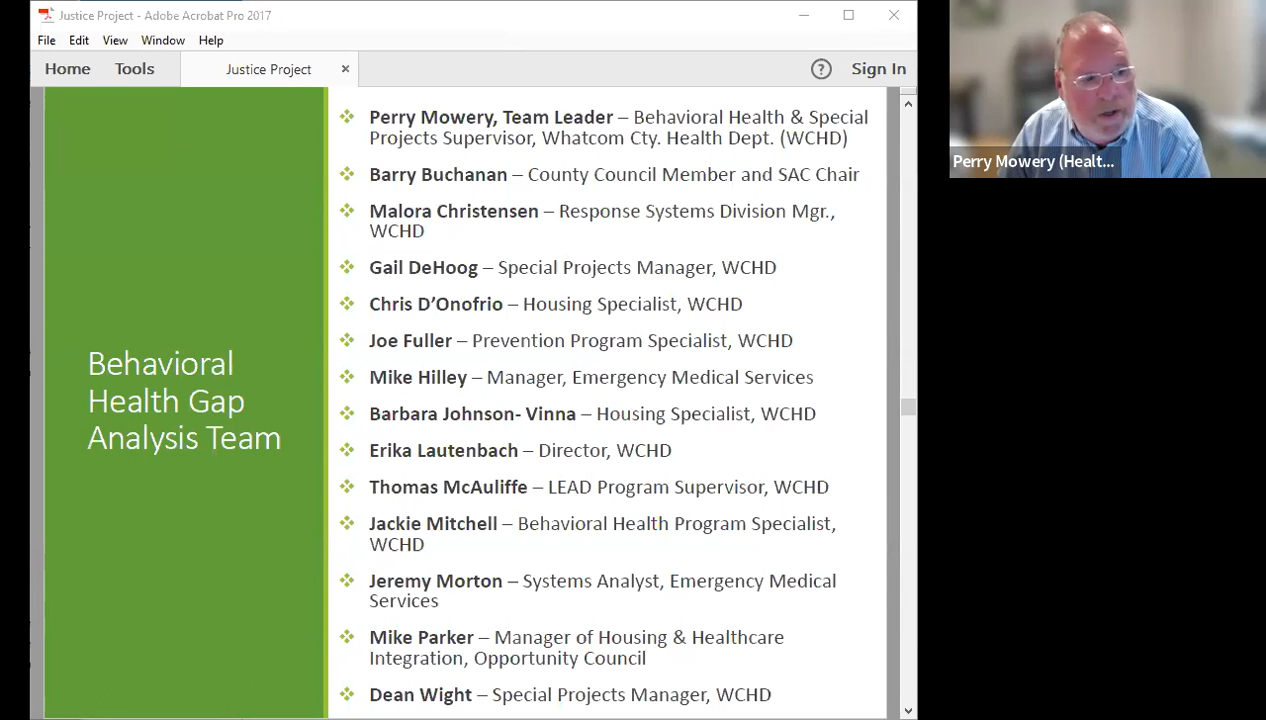 Justice Project - Adobe Acrobat Pro 2017
File Edit View Window Help
Home Tools Justice Project × ? Sign In
Behavioral
Health Gap
Analysis Team
Perry Mowery, Team Leader – Behavioral Health & Special
Projects Supervisor, Whatcom Cty. Health Dept. (WCHD)
Barry Buchanan – County Council Member and SAC Chair
Malora Christensen – Response Systems Division Mgr.,
WCHD
Gail DeHoog – Special Projects Manager, WCHD
Chris D’Onofrio – Housing Specialist, WCHD
Joe Fuller – Prevention Program Specialist, WCHD
Mike Hilley – Manager, Emergency Medical Services
Barbara Johnson- Vinna – Housing Specialist, WCHD
Erika Lautenbach – Director, WCHD
Thomas McAuliffe – LEAD Program Supervisor, WCHD
Jackie Mitchell – Behavioral Health Program Specialist,
WCHD
Jeremy Morton – Systems Analyst, Emergency Medical
Services
Mike Parker – Manager of Housing & Healthcare
Integration, Opportunity Council
Dean Wight – Special Projects Manager, WCHD
Perry Mowery (Healt...